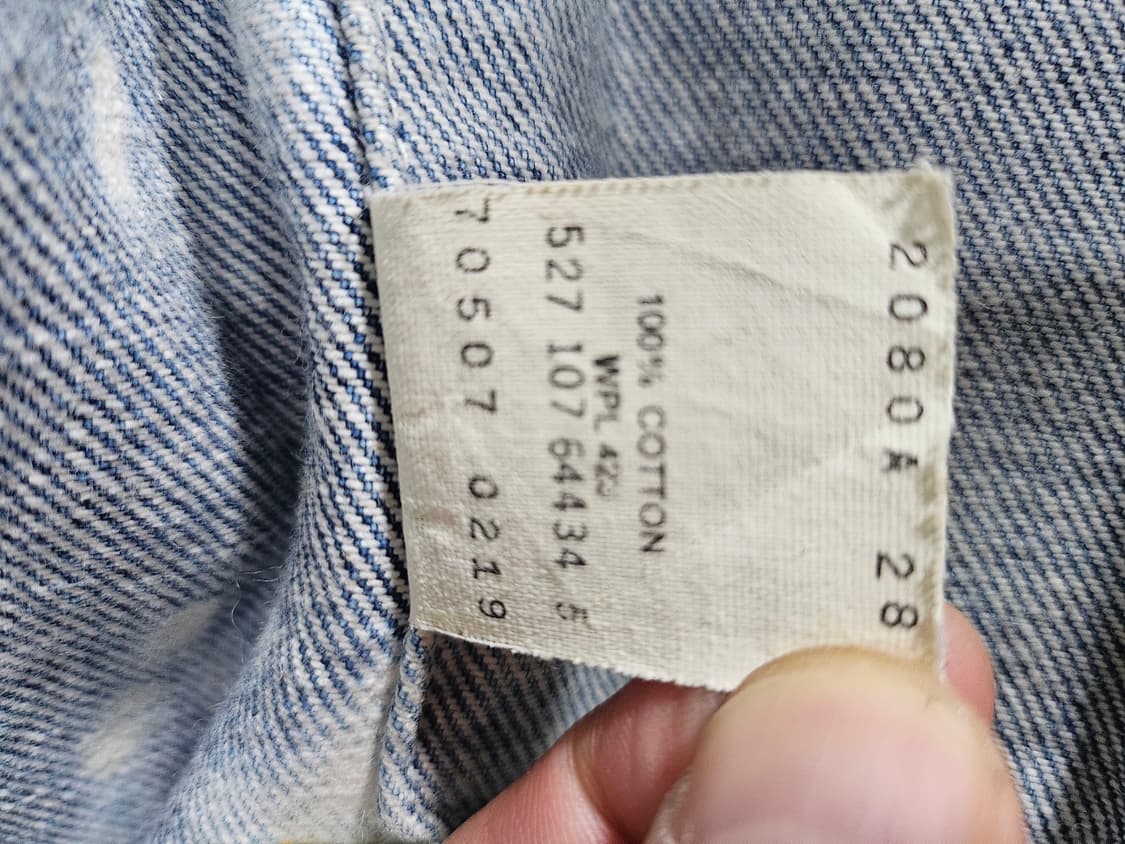 2080A 28
100% COTTON
WPL 423
527 107 64434 5
70507 0219